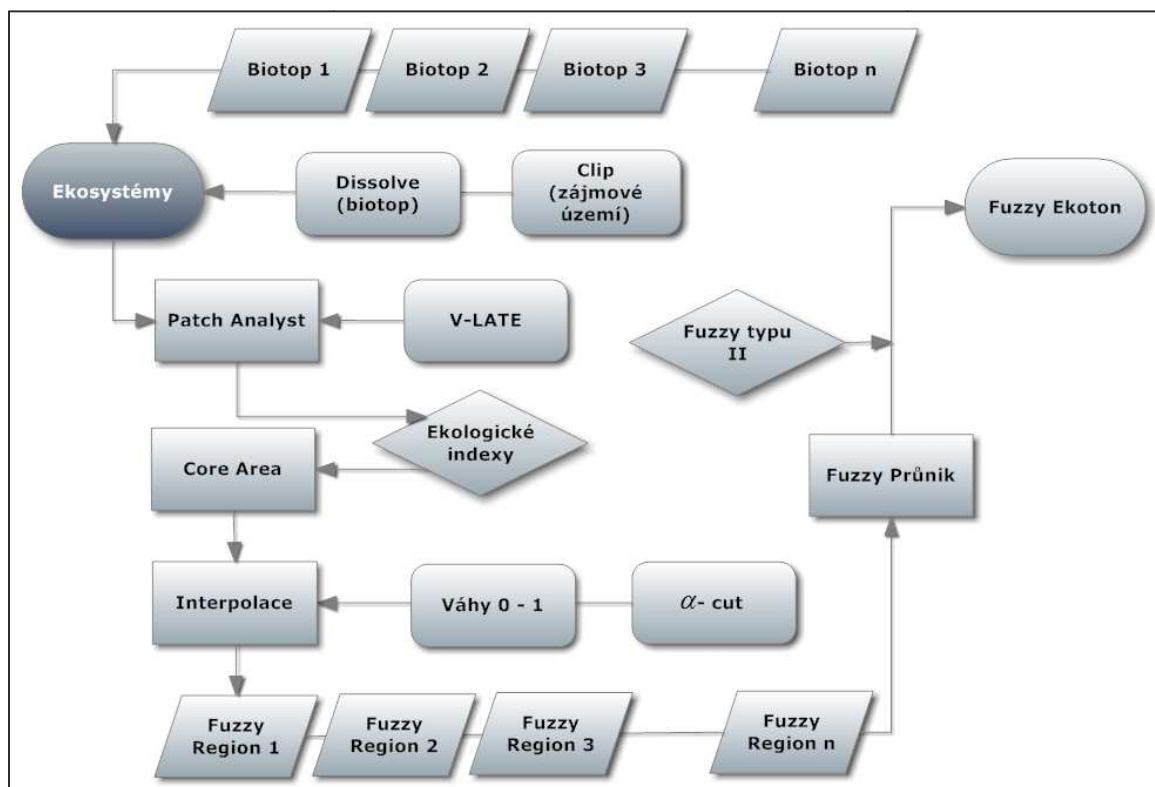 Biotop 1
Biotop 2
Biotop 3
Biotop n
Ekosystémy
Dissolve
(biotop)
Clip
(zájmové
území)
Fuzzy Ekoton
Patch Analyst
V-LATE
Fuzzy typu
II
Ekologické
indexy
Core Area
Fuzzy Průnik
Interpolace
Váhy 0 - 1
α- cut
Fuzzy
Region 1
Fuzzy
Region 2
Fuzzy
Region 3
Fuzzy
Region n